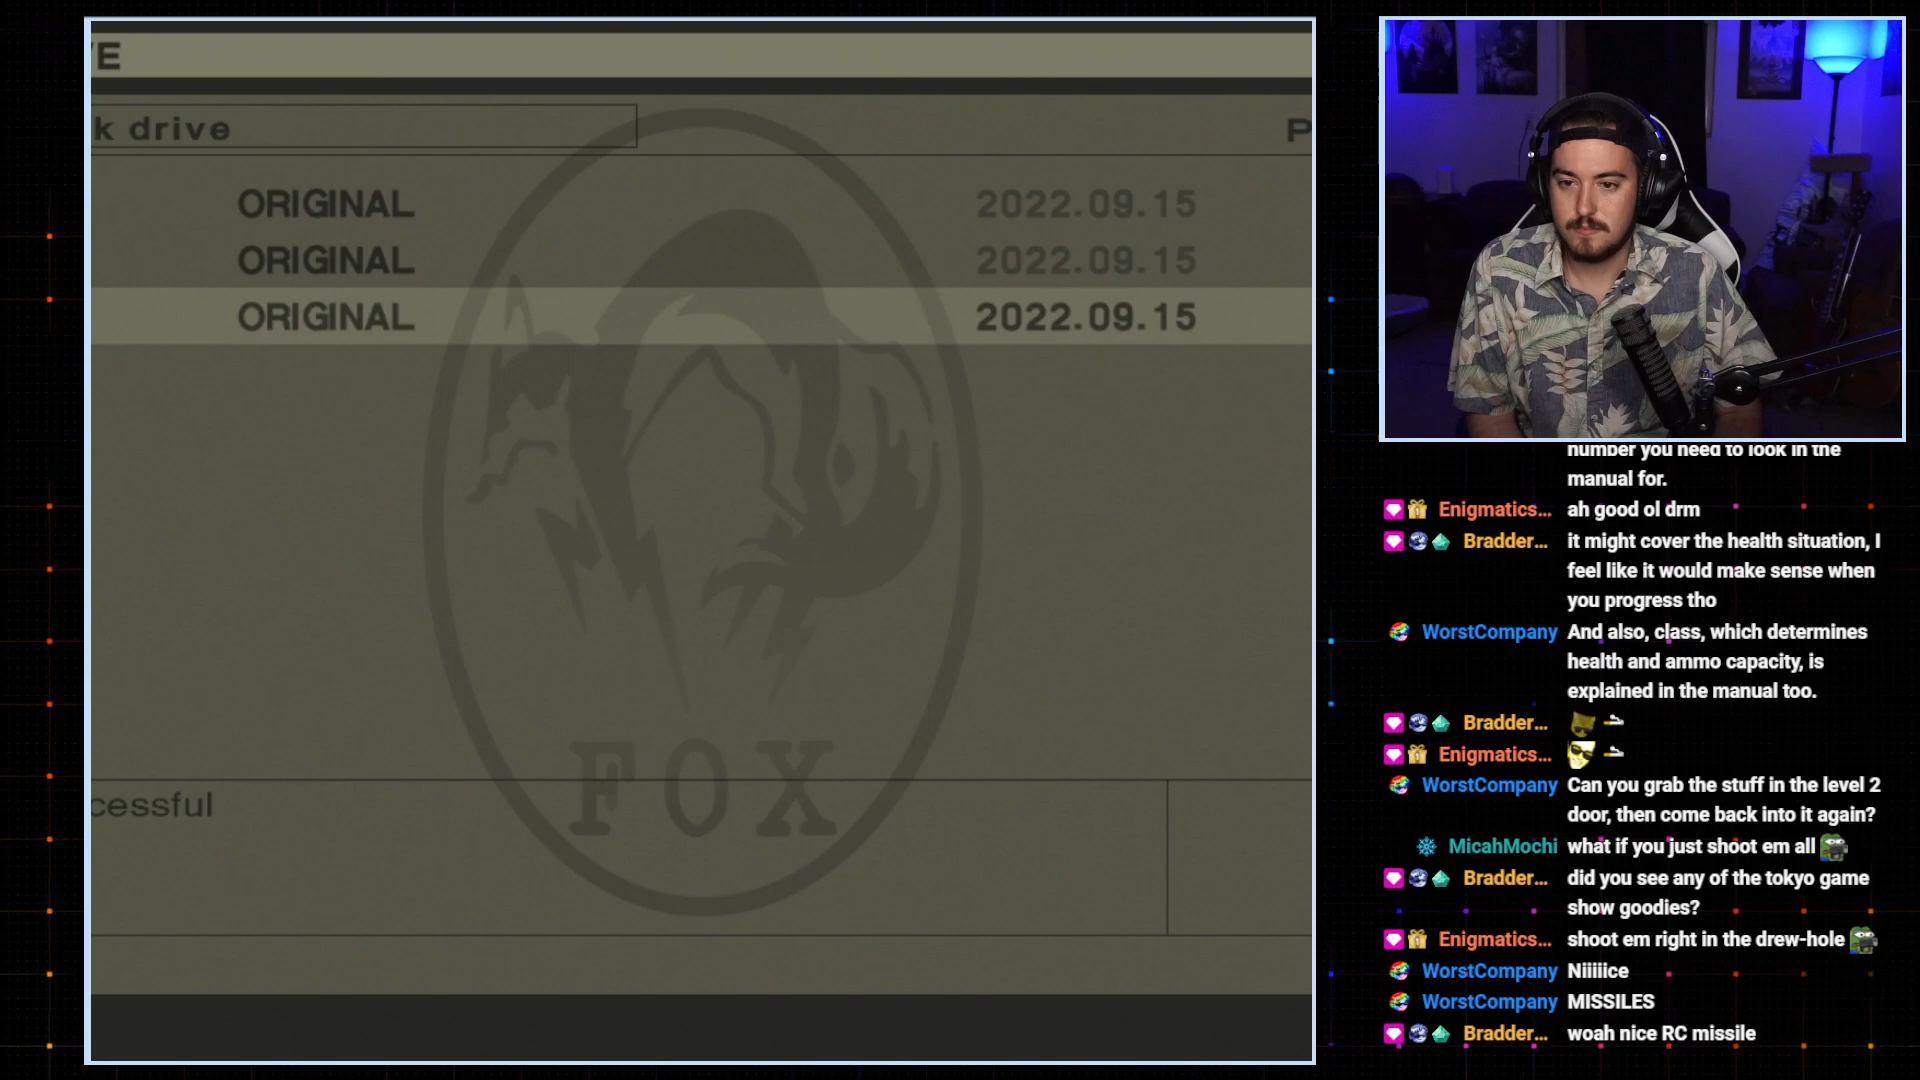 E
k drive
P
ORIGINAL 2022.09.15
ORIGINAL 2022.09.15
ORIGINAL 2022.09.15
FOX
cessful
number you need to look in the
manual for.
Enigmatics... ah good ol drm
Bradder... it might cover the health situation, I
feel like it would make sense when
you progress tho
WorstCompany And also, class, which determines
health and ammo capacity, is
explained in the manual too.
Bradder...
Enigmatics...
WorstCompany Can you grab the stuff in the level 2
door, then come back into it again?
MicahMochi what if you just shoot em all
Bradder... did you see any of the tokyo game
show goodies?
Enigmatics... shoot em right in the drew-hole
WorstCompany Niiiiice
WorstCompany MISSILES
Bradder... woah nice RC missile